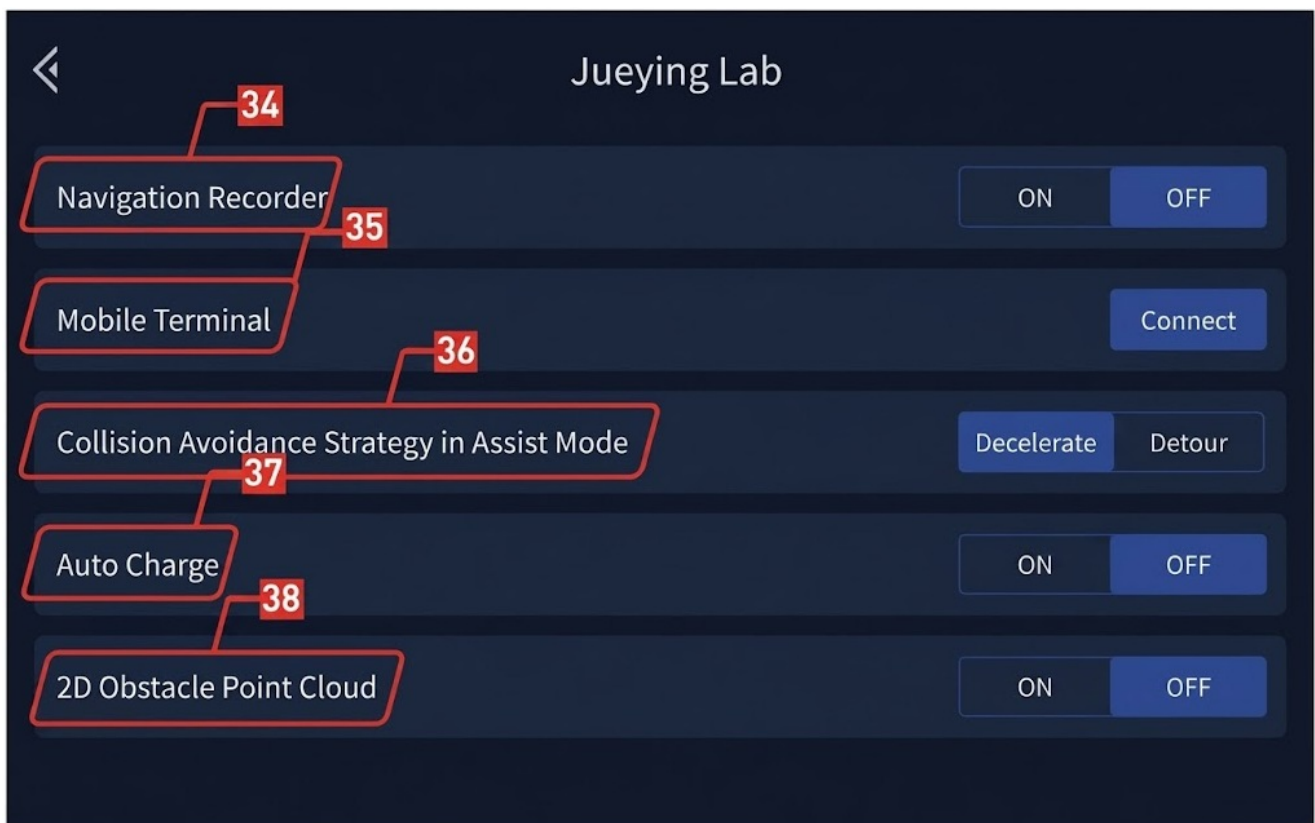 Jueying Lab
34
Navigation Recorder
ON OFF
35
Mobile Terminal
Connect
36
Collision Avoidance Strategy in Assist Mode
Decelerate Detour
37
Auto Charge
ON OFF
38
2D Obstacle Point Cloud
ON OFF